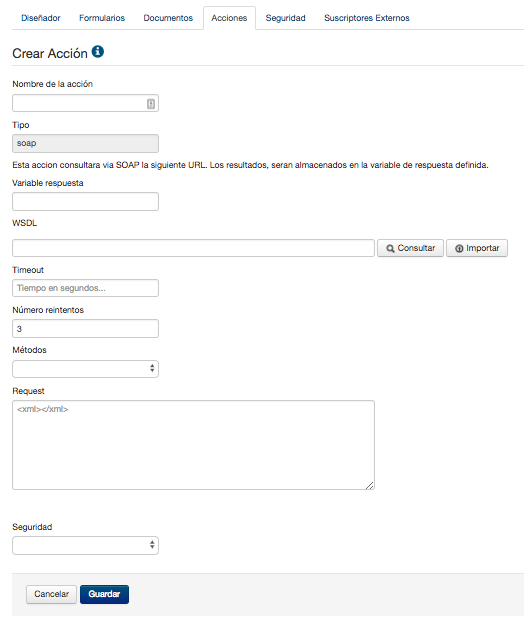 Diseñador Formularios Documentos Acciones Seguridad Suscriptores Externos
Crear Acción
Nombre de la acción
Tipo
soap
Esta accion consultara via SOAP la siguiente URL. Los resultados, seran almacenados en la variable de respuesta definida.
Variable respuesta
WSDL
Consultar Importar
Timeout
Tiempo en segundos...
Número reintentos
3
Métodos
Request
<xml></xml>
Seguridad
Cancelar Guardar